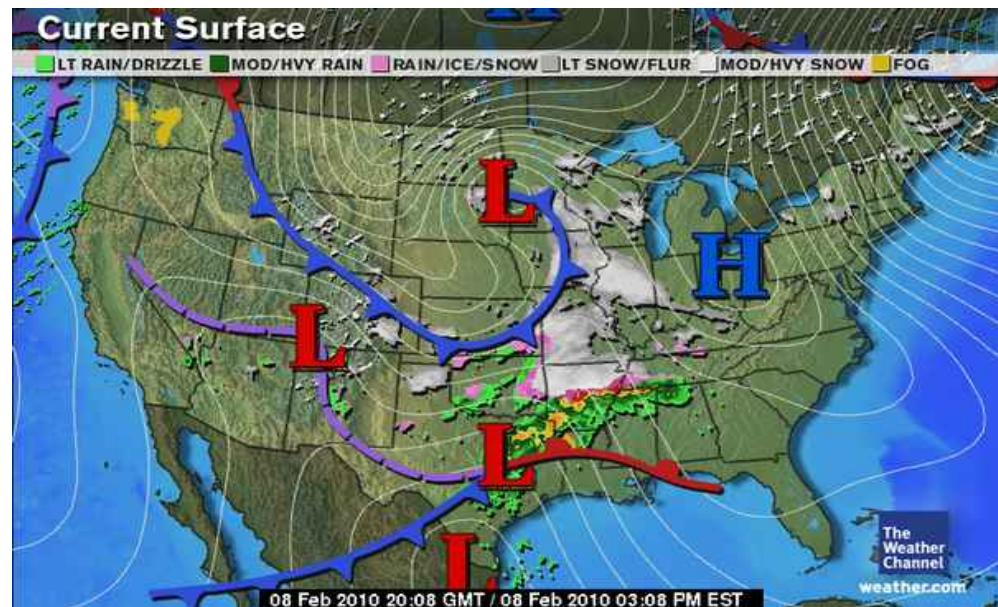 Current Surface
LT RAIN/DRIZZLE MOD/HVY RAIN RAIN/ICE/SNOW LT SNOW/FLUR MOD/HVY SNOW FOG
L
H
L
L
L
The
Weather
Channel
weather.com
08 Feb 2010 20:08 GMT / 08 Feb 2010 03:08 PM EST